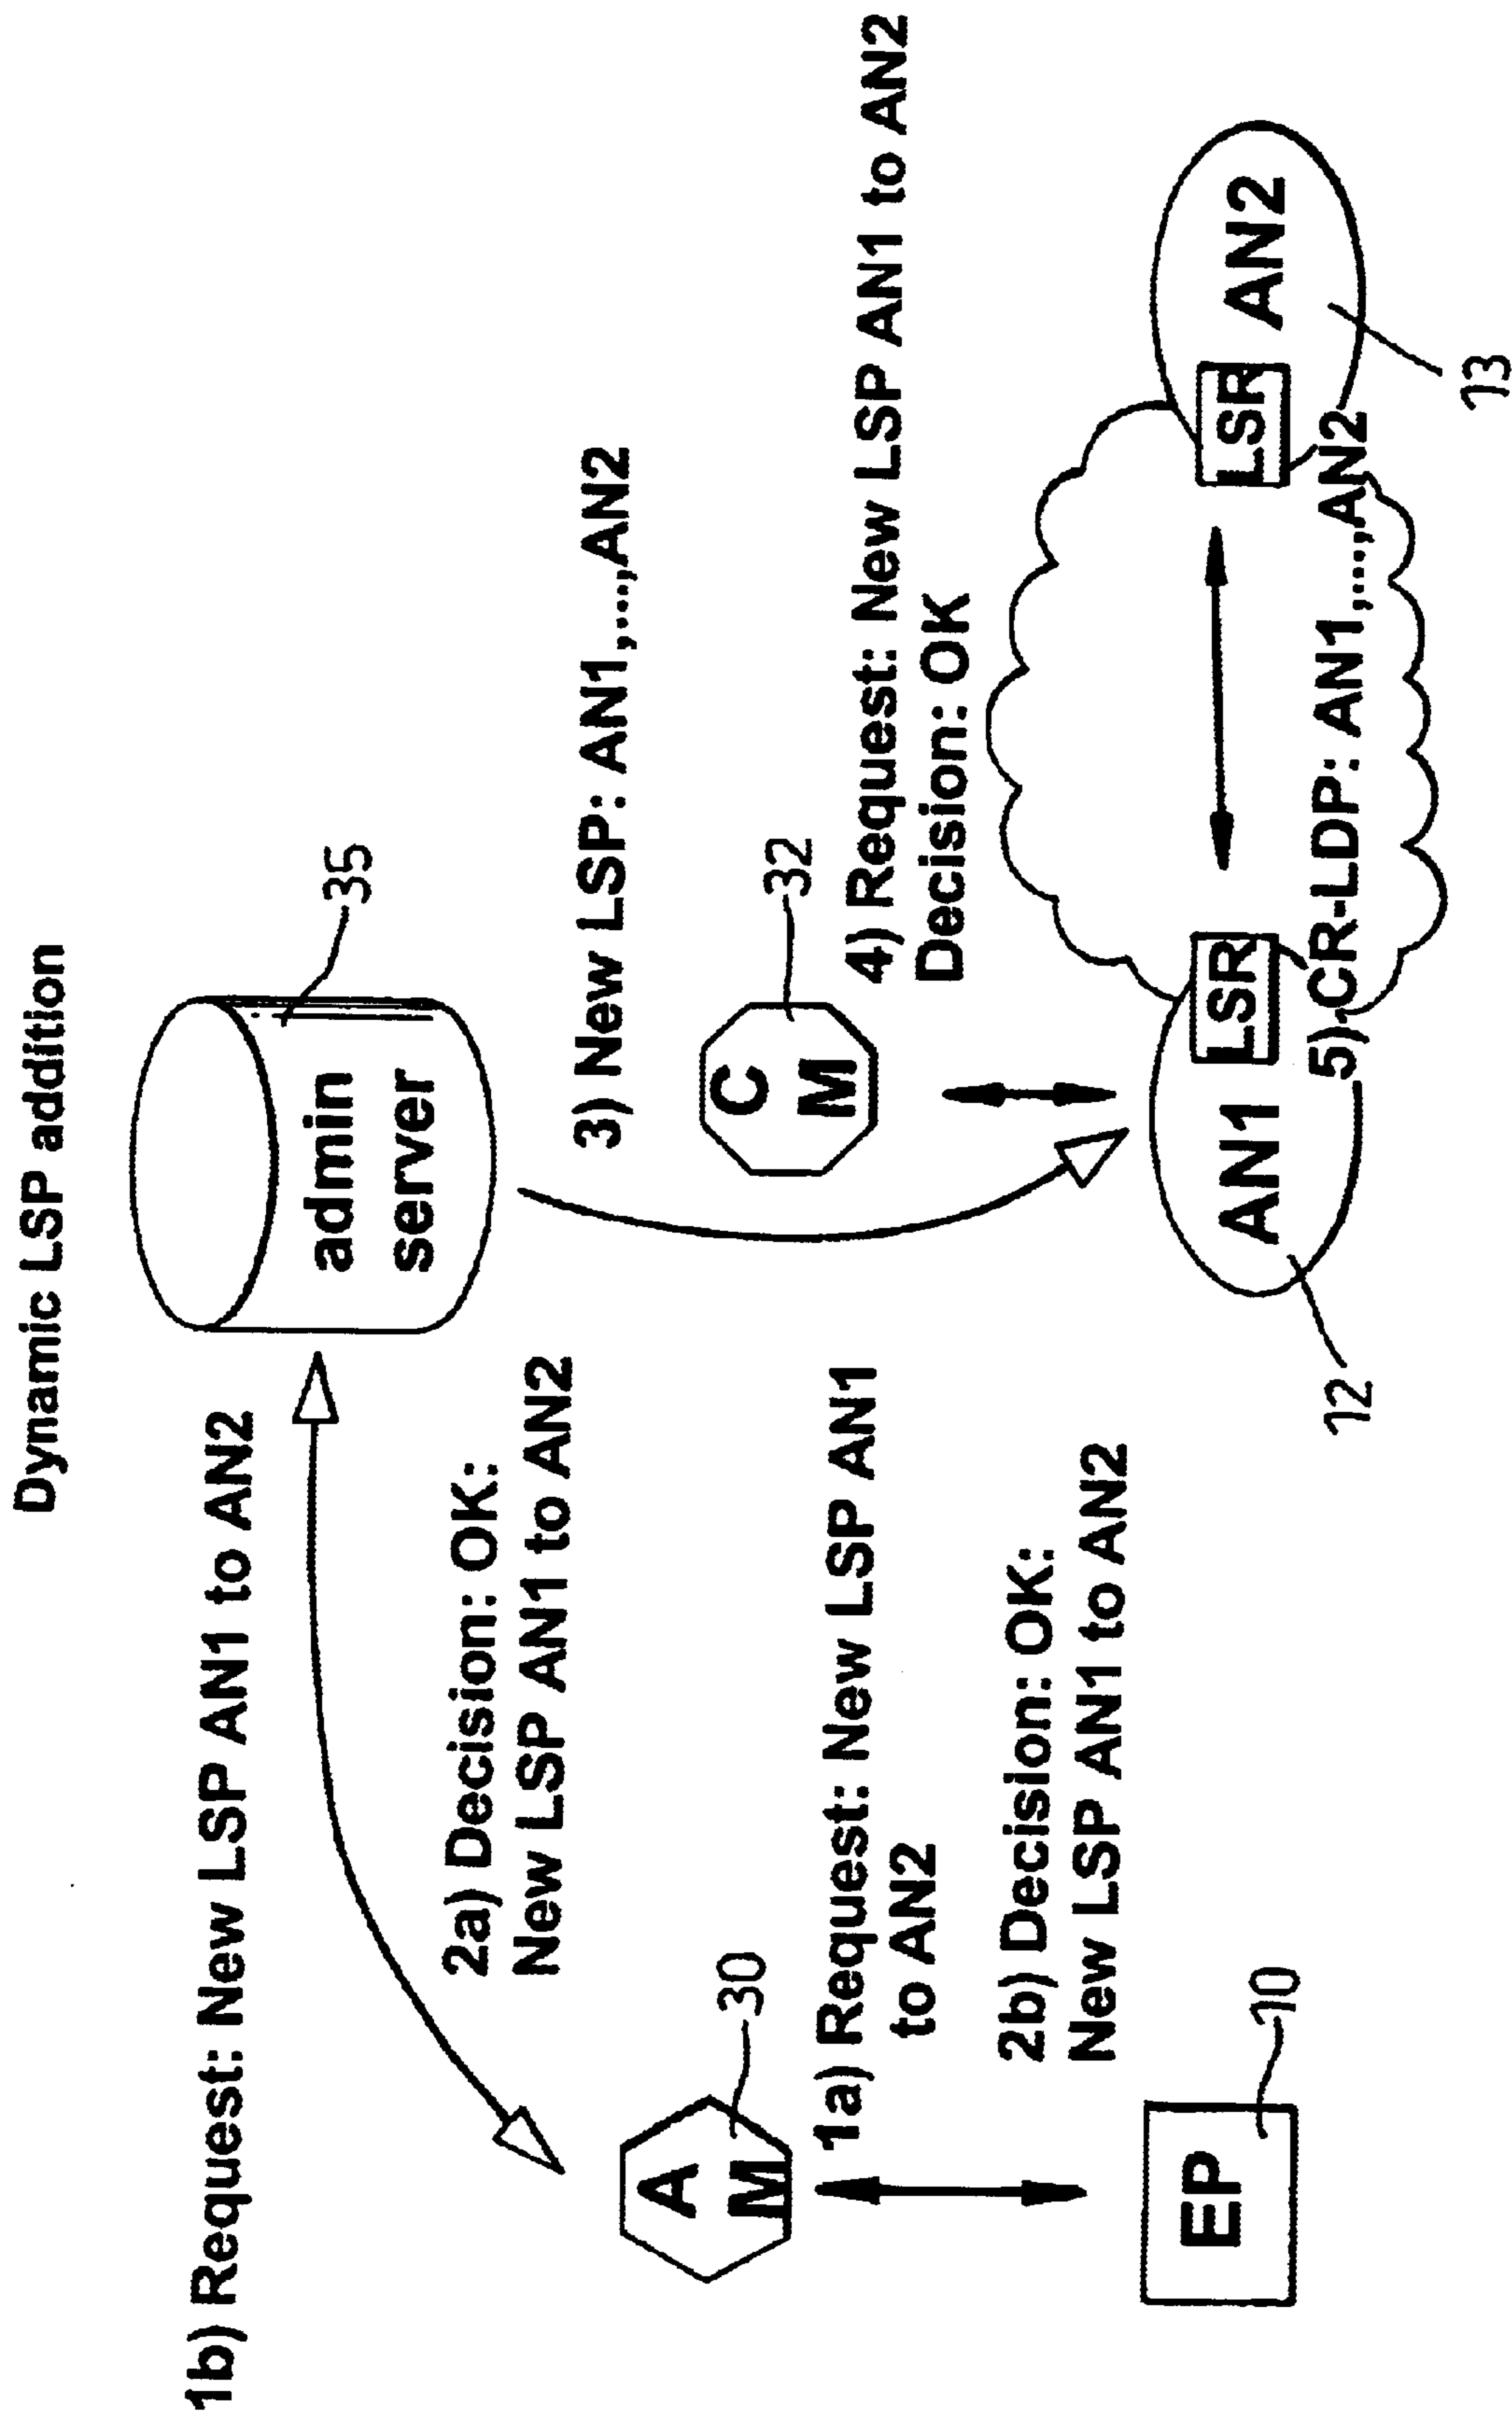 Dynamic LSP addition
1b) Request: New LSP AN1 to AN2
admin
server
35
2a) Decision: OK:
New LSP AN1 to AN2
3) New LSP: AN1,...,AN2
A
M
30
C
M
32
1a) Request: New LSP AN1
to AN2
4) Request: New LSP AN1 to AN2
Decision: OK
2b) Decision: OK:
New LSP AN1 to AN2
EP
10
AN1
LSR
LSR
AN2
5) CR-LDP: AN1,...,AN2
12
13